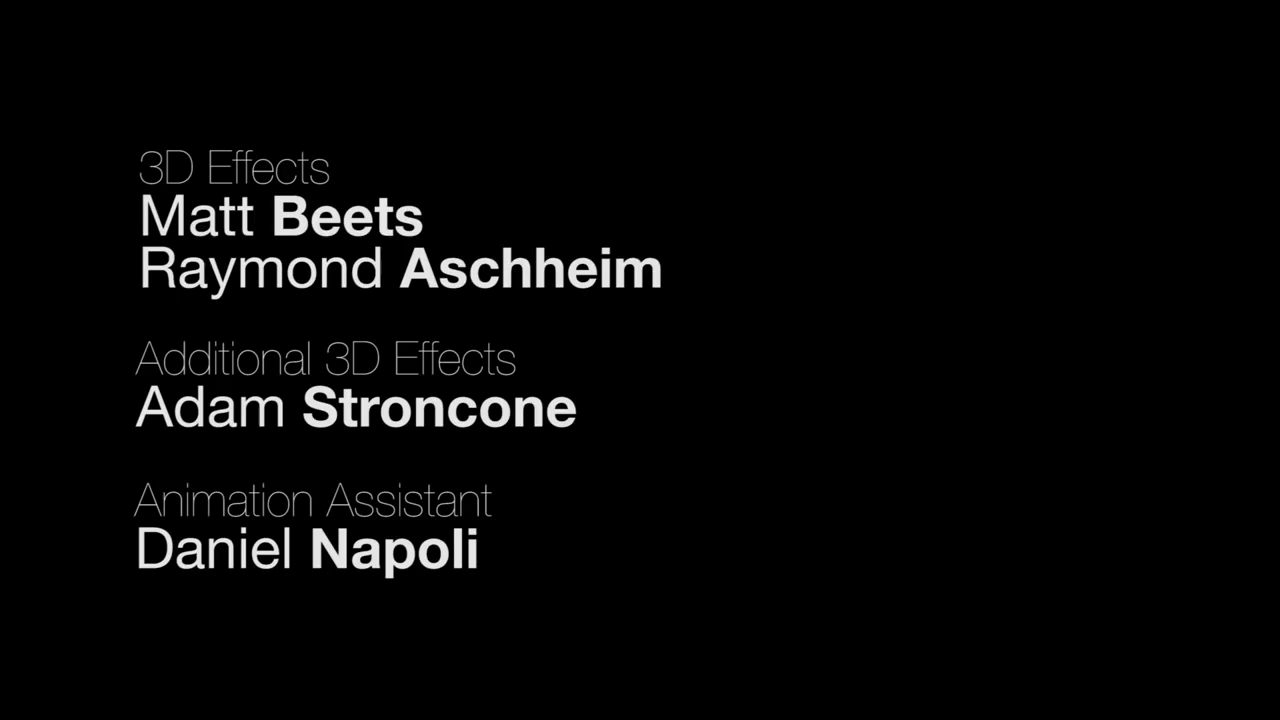 3D Effects
Matt Beets
Raymond Aschheim
Additional 3D Effects
Adam Stroncone
Animation Assistant
Daniel Napoli